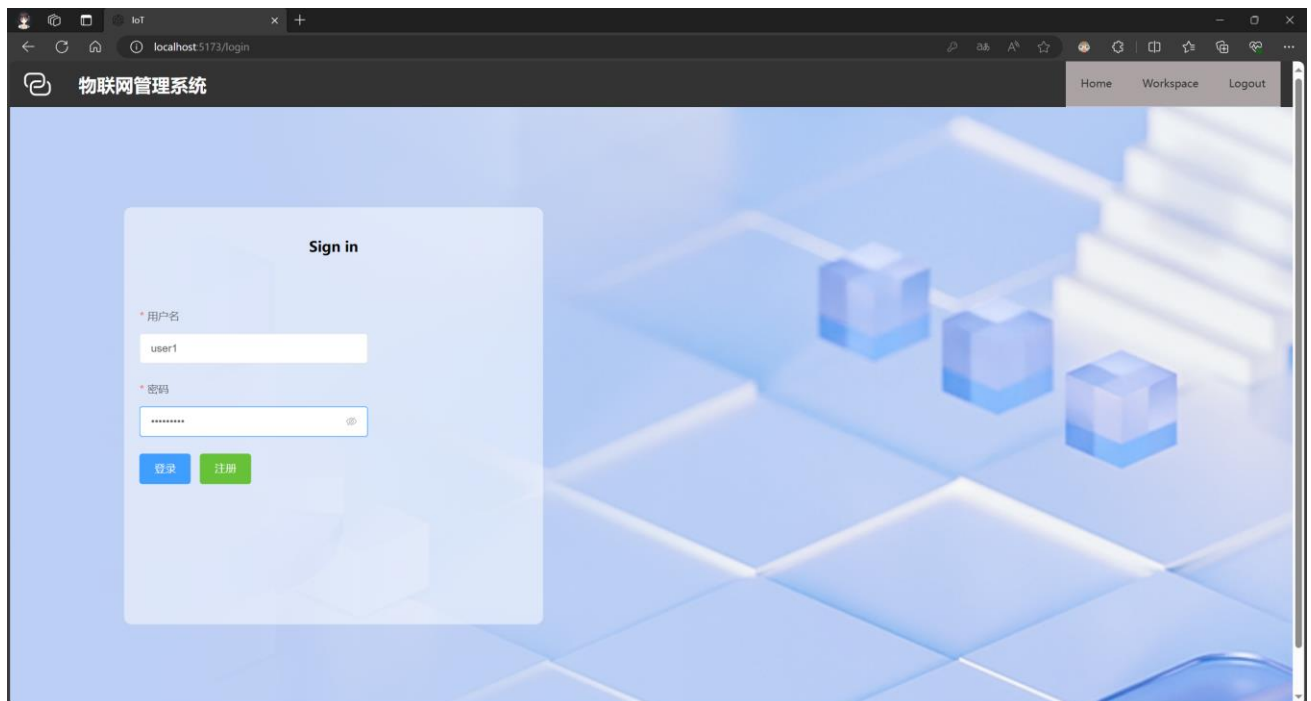 IoT
localhost:5173/login
物联网管理系统
Home Workspace Logout
Sign in
* 用户名
user1
* 密码
•••••••••
登录 注册